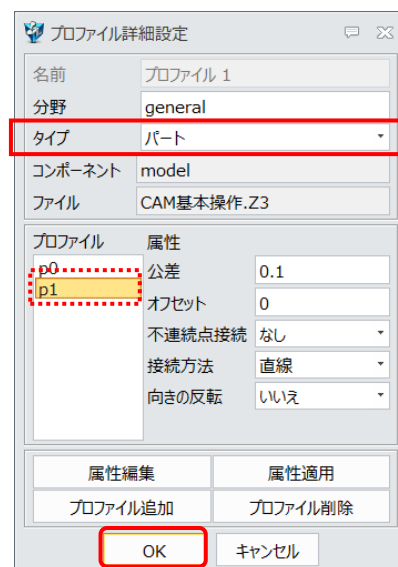 プロファイル詳細設定
名前 プロファイル 1
分野 general
タイプ パート
コンポーネント model
ファイル CAM基本操作.Z3
プロファイル 属性
p0 公差 0.1
p1
オフセット 0
不連続点接続 なし
接続方法 直線
向きの反転 いいえ
属性編集 属性適用
プロファイル追加 プロファイル削除
OK キャンセル